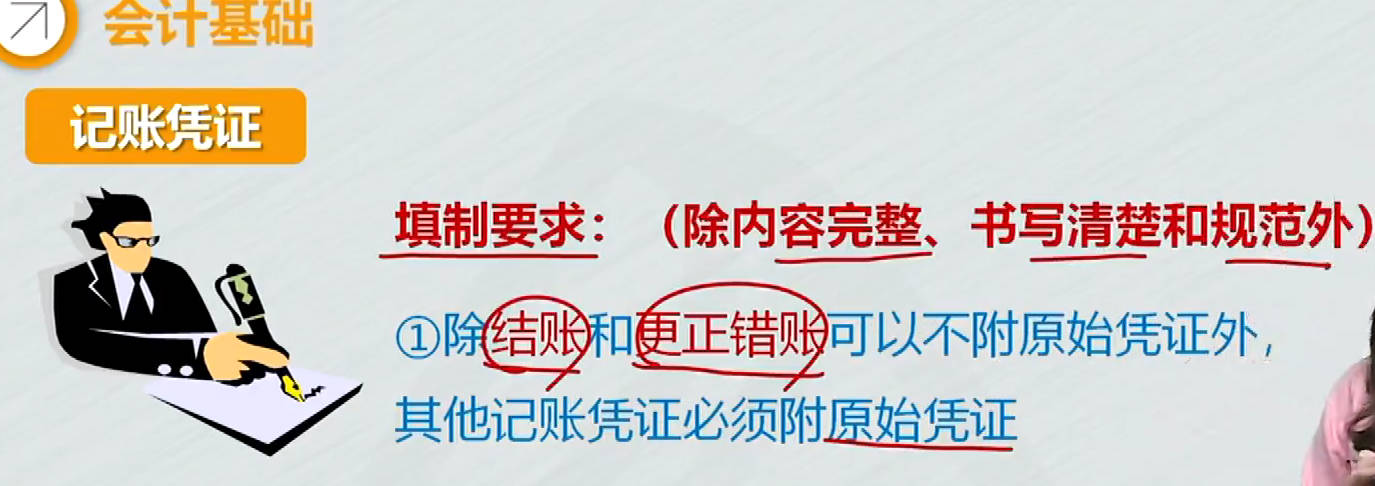 会计基础
记账凭证
填制要求：（除内容完整、书写清楚和规范外）
①除结账和更正错账可以不附原始凭证外，
其他记账凭证必须附原始凭证